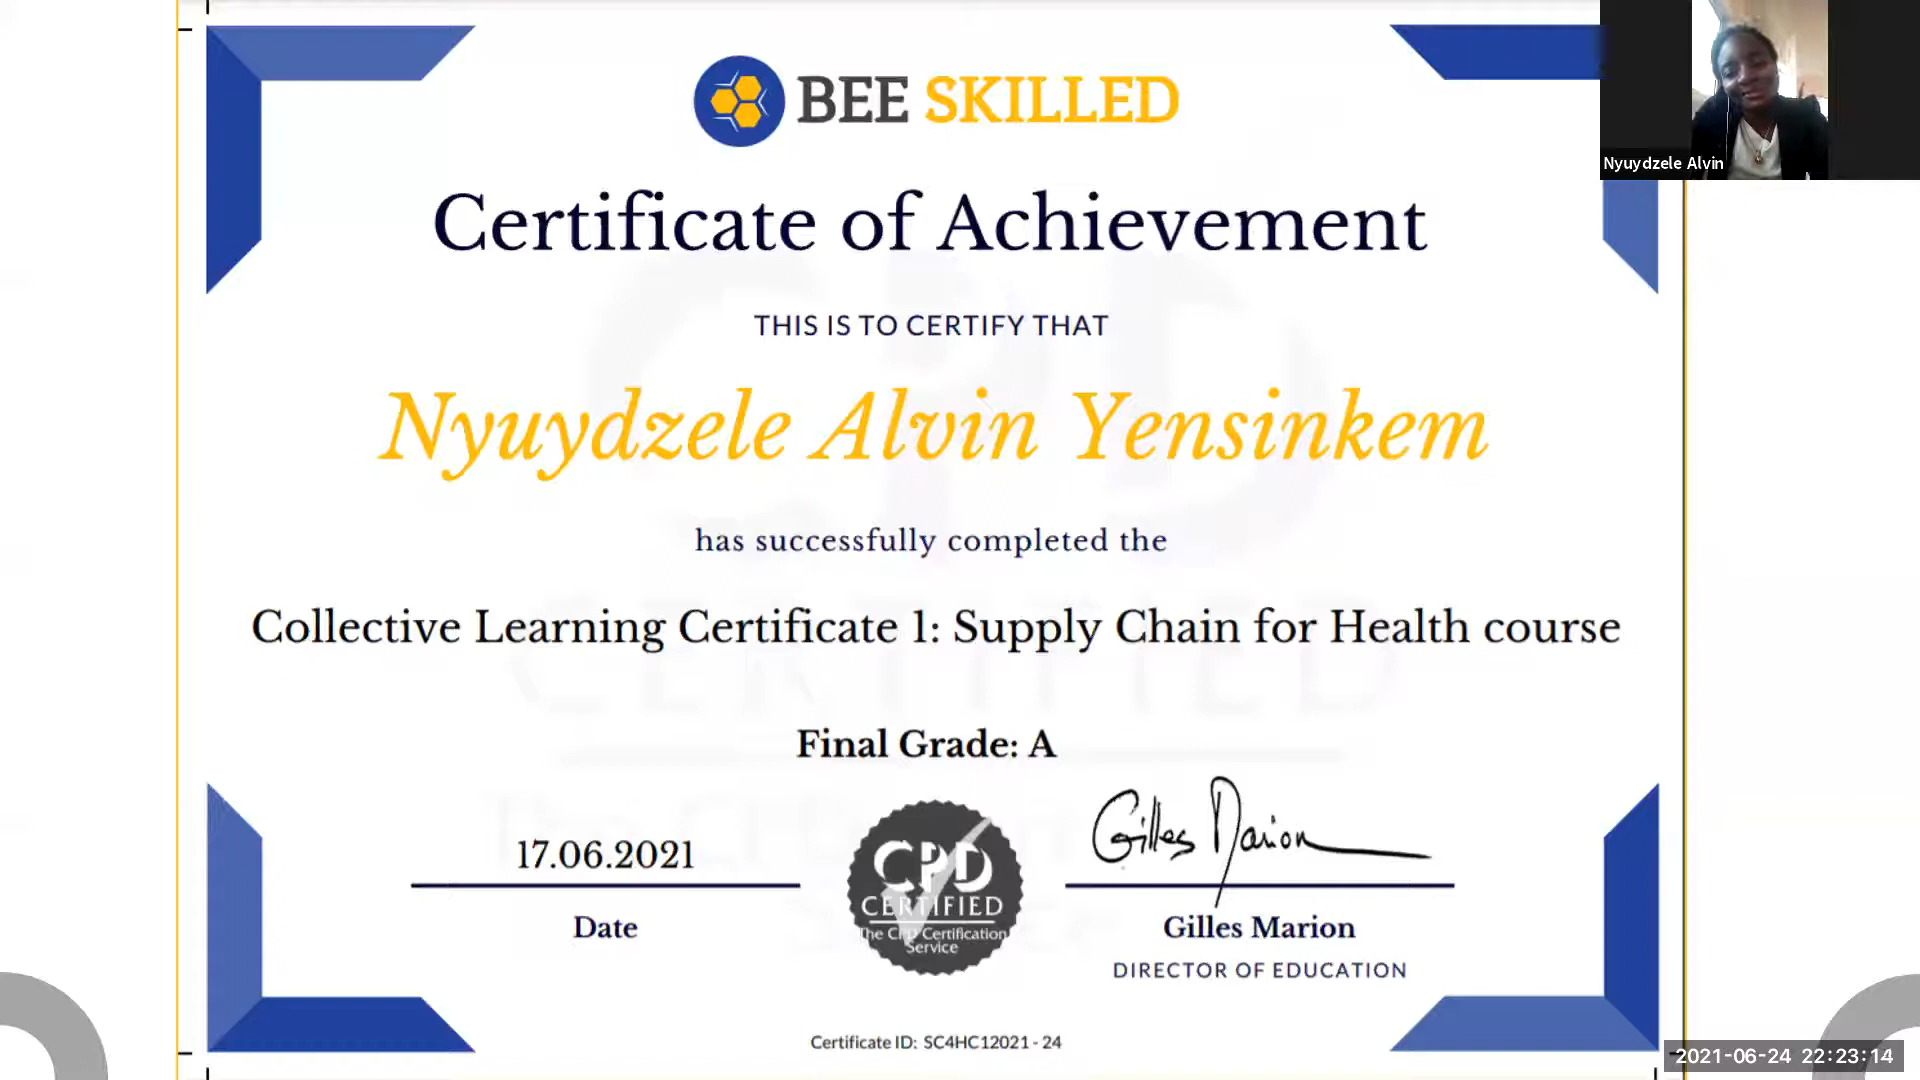 BEE SKILLED
Certificate of Achievement
THIS IS TO CERTIFY THAT
Nyuydzele Alvin Yensinkem
has successfully completed the
Collective Learning Certificate 1: Supply Chain for Health course
Final Grade: A
17.06.2021
Date
CPD
CERTIFIED
The CPD Certification
Service
Gilles Marion
Gilles Marion
DIRECTOR OF EDUCATION
Certificate ID: SC4HC12021 - 24
Nyuydzele Alvin
2021-06-24 22:23:14